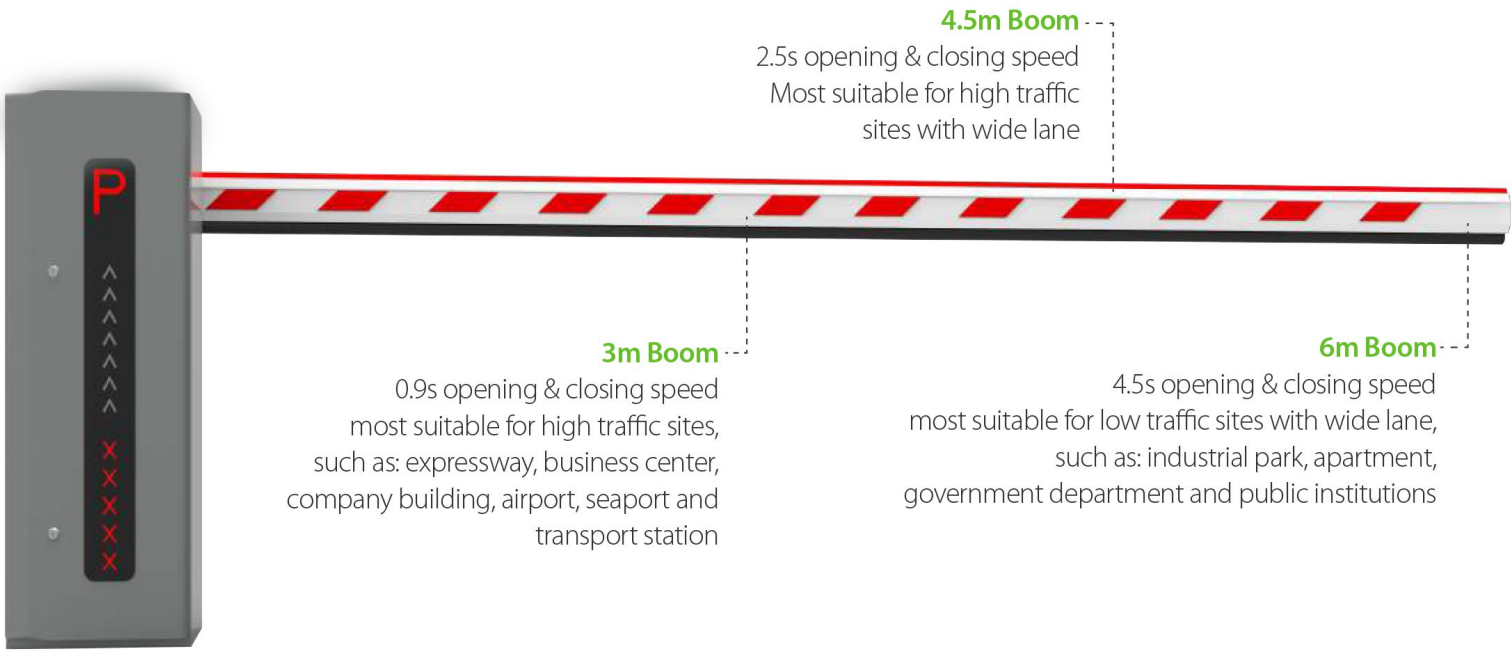 4.5m Boom
2.5s opening & closing speed
Most suitable for high traffic
sites with wide lane
P
3m Boom
0.9s opening & closing speed
most suitable for high traffic sites,
such as: expressway, business center,
company building, airport, seaport and
transport station
6m Boom
4.5s opening & closing speed
most suitable for low traffic sites with wide lane,
such as: industrial park, apartment,
government department and public institutions